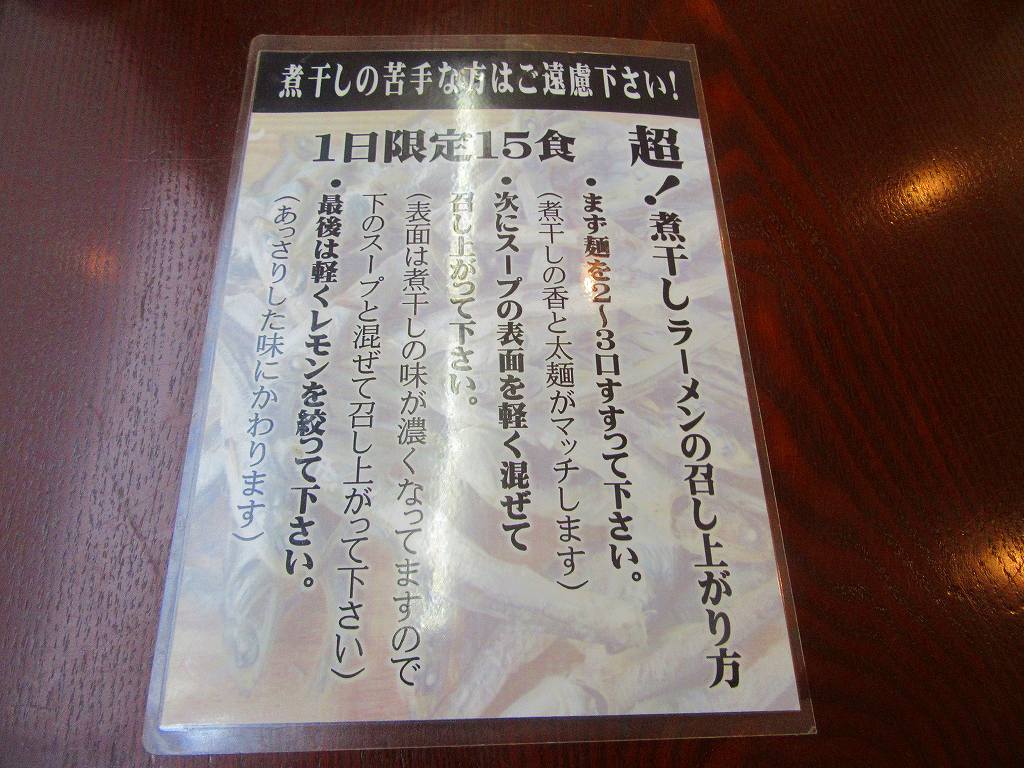 煮干しの苦手な方はご遠慮下さい!
1日限定15食
超!煮干しラーメンの召し上がり方
・まず麺を2〜3口すすって下さい。
(煮干しの香と太麺がマッチします)
・次にスープの表面を軽く混ぜて
召し上がって下さい。
(表面は煮干しの味が濃くなってますので
下のスープと混ぜて召し上がって下さい)
・最後は軽くレモンを絞って下さい。
(あっさりした味にかわります)